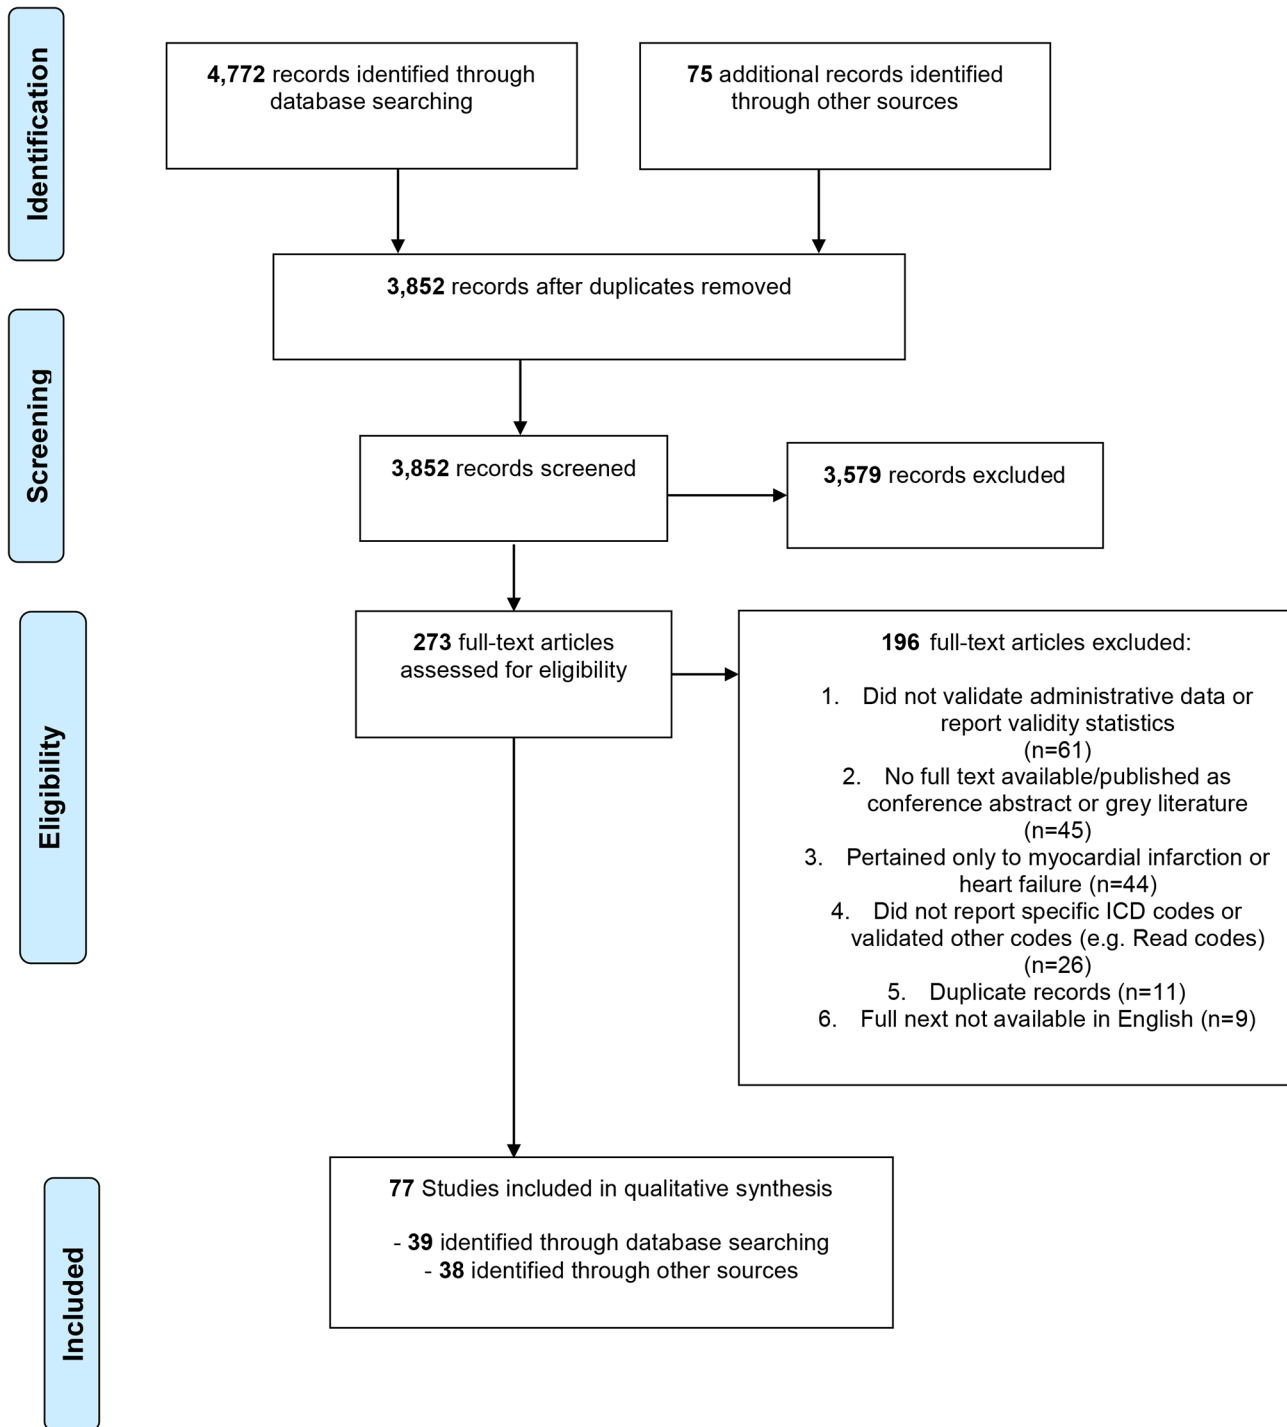 Identification
4,772 records identified through
database searching
75 additional records identified
through other sources
3,852 records after duplicates removed
Screening
3,852 records screened
3,579 records excluded
Eligibility
273 full-text articles
assessed for eligibility
196 full-text articles excluded:
1. Did not validate administrative data or
report validity statistics
(n=61)
2. No full text available/published as
conference abstract or grey literature
(n=45)
3. Pertained only to myocardial infarction or
heart failure (n=44)
4. Did not report specific ICD codes or
validated other codes (e.g. Read codes)
(n=26)
5. Duplicate records (n=11)
6. Full next not available in English (n=9)
Included
77 Studies included in qualitative synthesis
- 39 identified through database searching
- 38 identified through other sources